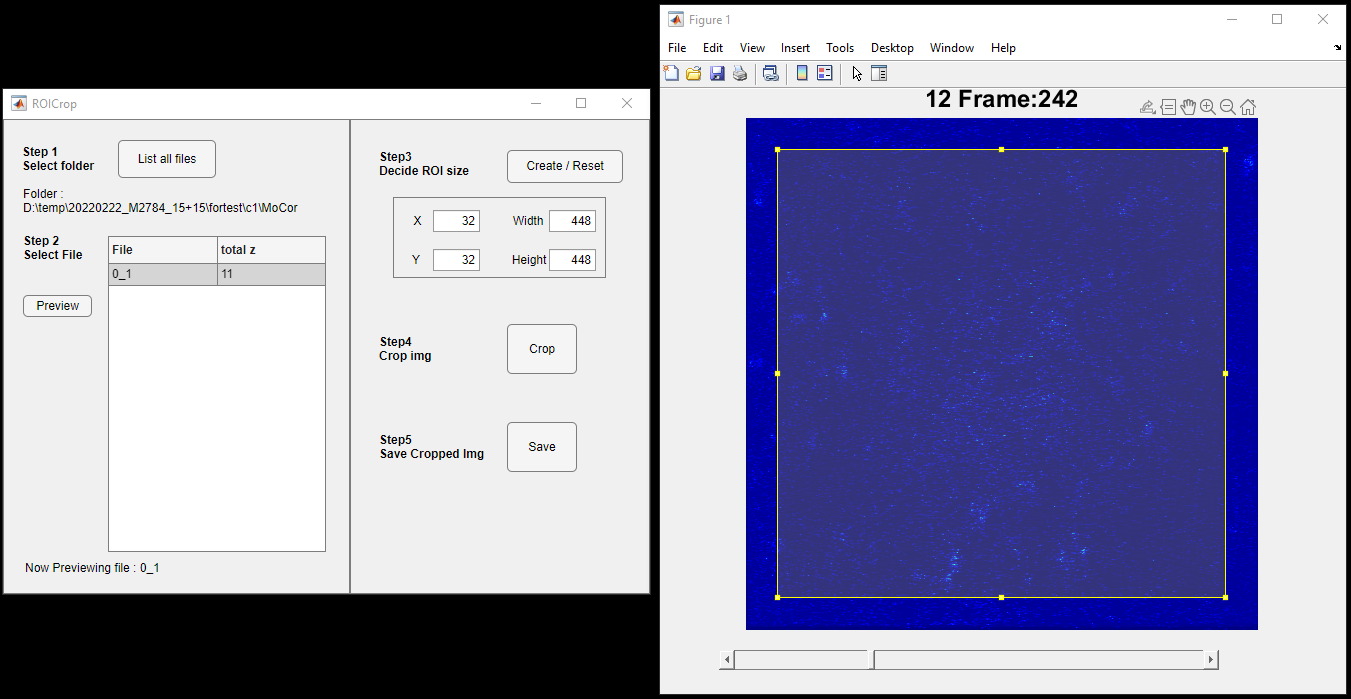 ROICrop
Step 1
Select folder
List all files
Folder :
D:\temp\20220222_M2784_15+15\fortest\c1\MoCor
Step 2
Select File
File total z
0_1 11
Preview
Now Previewing file : 0_1
Step3
Decide ROI size
Create / Reset
X 32 Width 448
Y 32 Height 448
Step4
Crop img
Crop
Step5
Save Cropped Img
Save
Figure 1
File Edit View Insert Tools Desktop Window Help
12 Frame:242